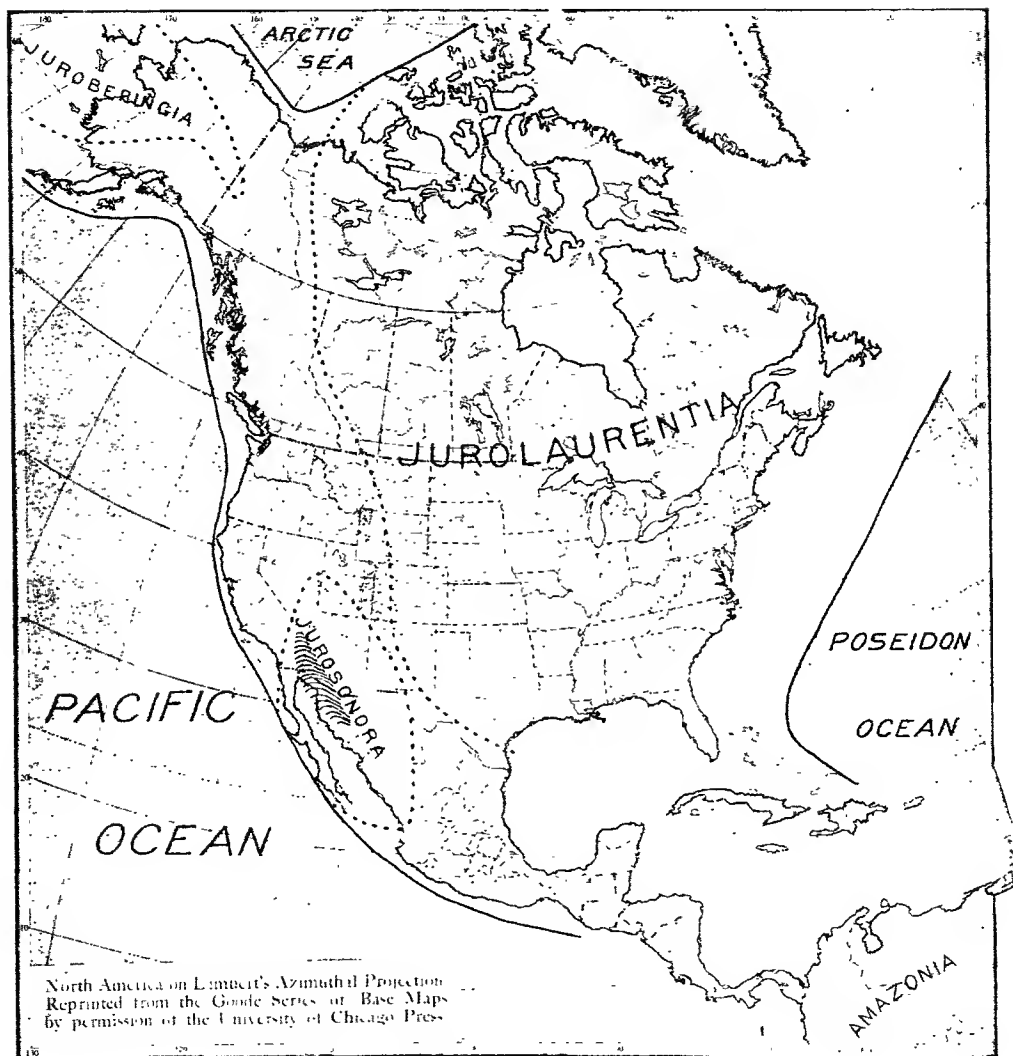 ARCTIC
SEA
JUROBERINGIA
JUROLAURENTIA
JUROSONORA
POSEIDON
OCEAN
PACIFIC
OCEAN
AMAZONIA
North America on Lambert's Azimuthal Projection
Reprinted from the Goode Series of Base Maps
by permission of the University of Chicago Press